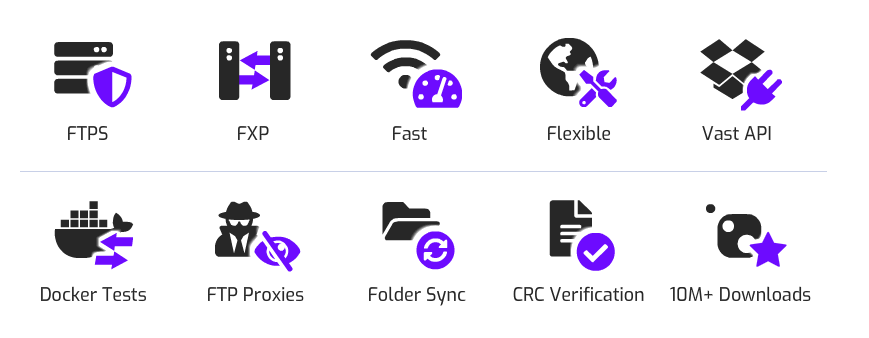 FTPS
FXP
Fast
Flexible
Vast API
Docker Tests
FTP Proxies
Folder Sync
CRC Verification
10M+ Downloads